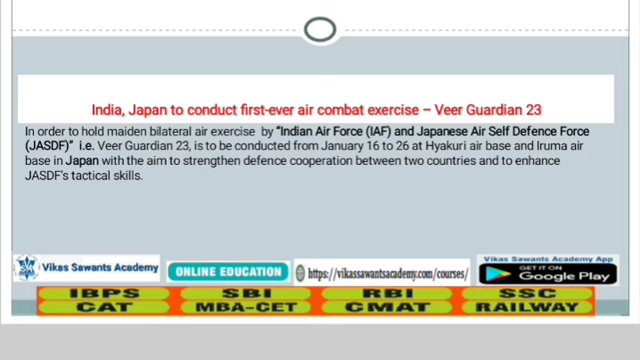 India, Japan to conduct first-ever air combat exercise – Veer Guardian 23
In order to hold maiden bilateral air exercise by “Indian Air Force (IAF) and Japanese Air Self Defence Force
(JASDF)” i.e. Veer Guardian 23, is to be conducted from January 16 to 26 at Hyakuri air base and Iruma air
base in Japan with the aim to strengthen defence cooperation between two countries and to enhance
JASDF's tactical skills.
Vikas Sawants Academy
ONLINE EDUCATION
https://vikassawantsacademy.com/courses/
Vikas Sawants Academy App
GET IT ON
Google Play
IBPS SBI RBI SSC
CAT MBA-CET CMAT RAILWAY